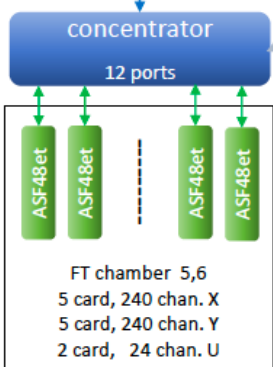 concentrator
12 ports
ASF48et
ASF48et
ASF48et
ASF48et
FT chamber 5,6
5 card, 240 chan. X
5 card, 240 chan. Y
2 card, 24 chan. U